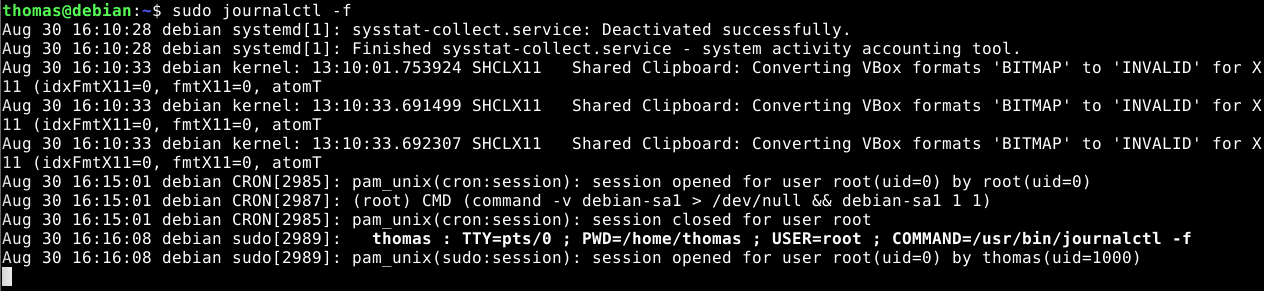 thomas@debian:~$ sudo journalctl -f
Aug 30 16:10:28 debian systemd[1]: sysstat-collect.service: Deactivated successfully.
Aug 30 16:10:28 debian systemd[1]: Finished sysstat-collect.service - system activity accounting tool.
Aug 30 16:10:33 debian kernel: 13:10:01.753924 SHCLX11   Shared Clipboard: Converting VBox formats 'BITMAP' to 'INVALID' for X
11 (idxFmtX11=0, fmtX11=0, atomT
Aug 30 16:10:33 debian kernel: 13:10:33.691499 SHCLX11   Shared Clipboard: Converting VBox formats 'BITMAP' to 'INVALID' for X
11 (idxFmtX11=0, fmtX11=0, atomT
Aug 30 16:10:33 debian kernel: 13:10:33.692307 SHCLX11   Shared Clipboard: Converting VBox formats 'BITMAP' to 'INVALID' for X
11 (idxFmtX11=0, fmtX11=0, atomT
Aug 30 16:15:01 debian CRON[2985]: pam_unix(cron:session): session opened for user root(uid=0) by root(uid=0)
Aug 30 16:15:01 debian CRON[2987]: (root) CMD (command -v debian-sa1 > /dev/null && debian-sa1 1 1)
Aug 30 16:15:01 debian CRON[2985]: pam_unix(cron:session): session closed for user root
Aug 30 16:16:08 debian sudo[2989]:   thomas : TTY=pts/0 ; PWD=/home/thomas ; USER=root ; COMMAND=/usr/bin/journalctl -f
Aug 30 16:16:08 debian sudo[2989]: pam_unix(sudo:session): session opened for user root(uid=0) by thomas(uid=1000)